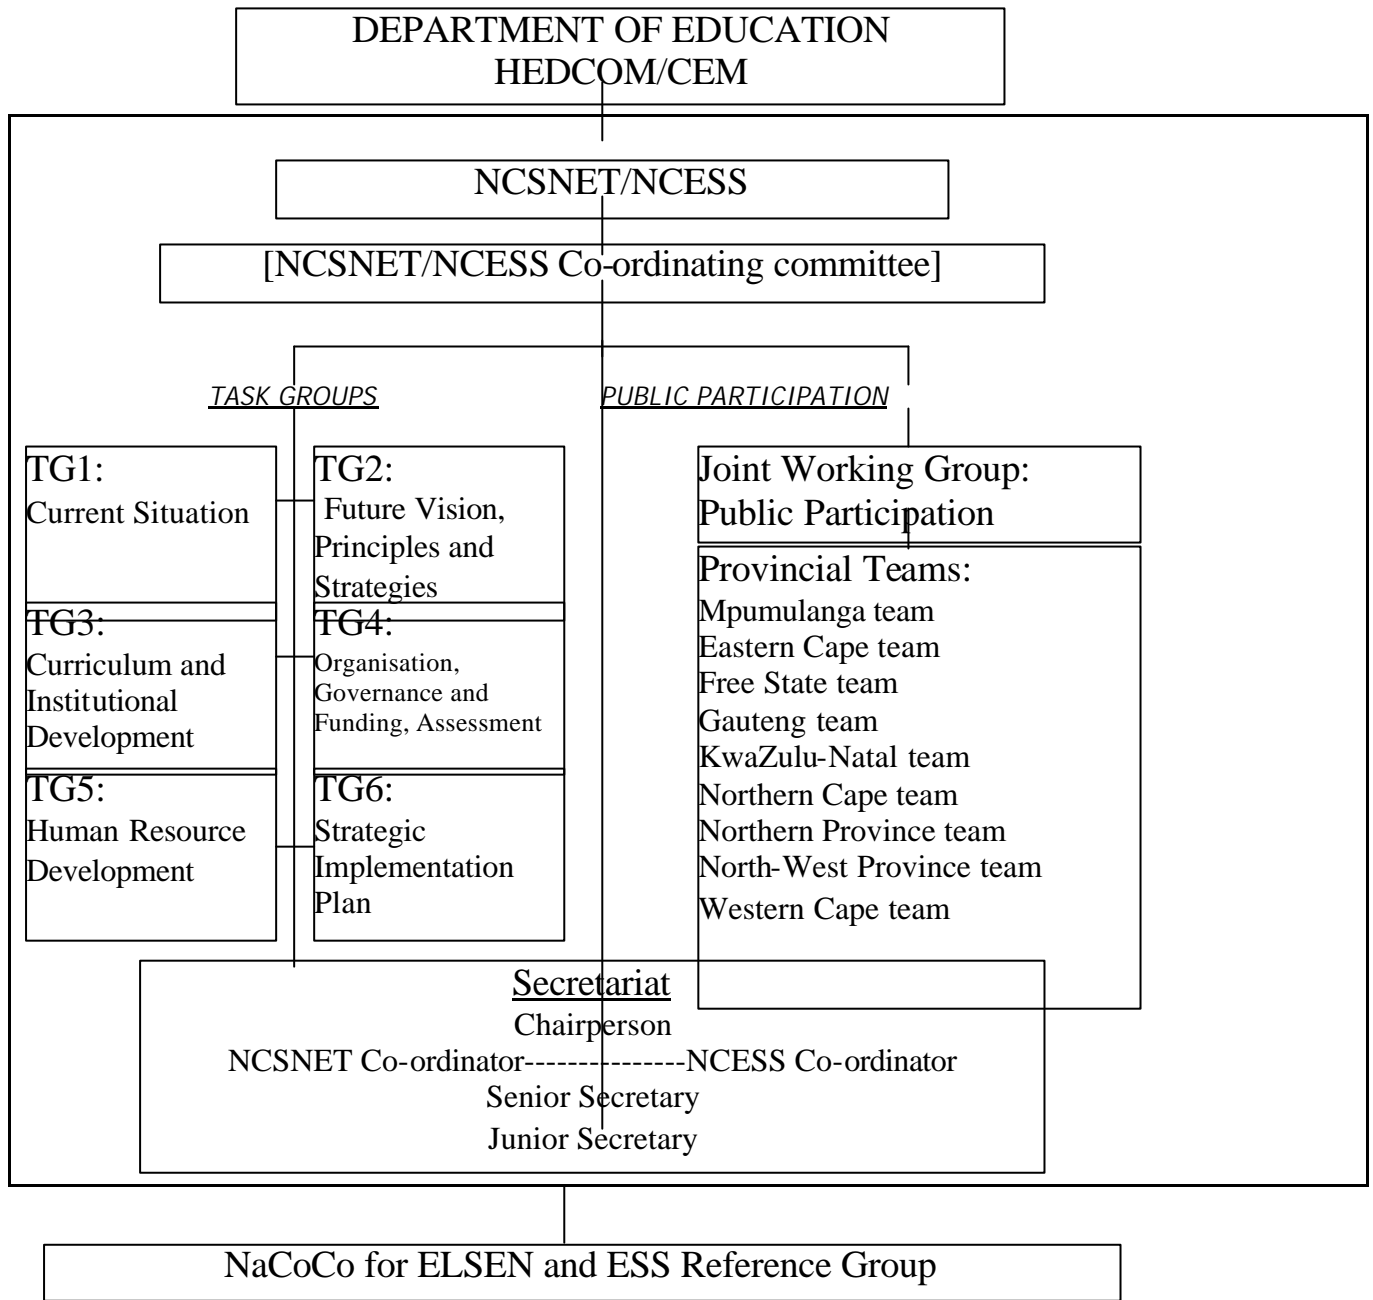 DEPARTMENT OF EDUCATION
HEDCOM/CEM
NCSNET/NCESS
[NCSNET/NCESS Co-ordinating committee]
TASK GROUPS
PUBLIC PARTICIPATION
TG1:
Current Situation
TG2:
Future Vision,
Principles and
Strategies
TG3:
Curriculum and
Institutional
Development
TG4:
Organisation,
Governance and
Funding, Assessment
TG5:
Human Resource
Development
TG6:
Strategic
Implementation
Plan
Joint Working Group:
Public Participation
Provincial Teams:
Mpumulanga team
Eastern Cape team
Free State team
Gauteng team
KwaZulu-Natal team
Northern Cape team
Northern Province team
North-West Province team
Western Cape team
Secretariat
Chairperson
NCSNET Co-ordinator---------------NCESS Co-ordinator
Senior Secretary
Junior Secretary
NaCoCo for ELSEN and ESS Reference Group